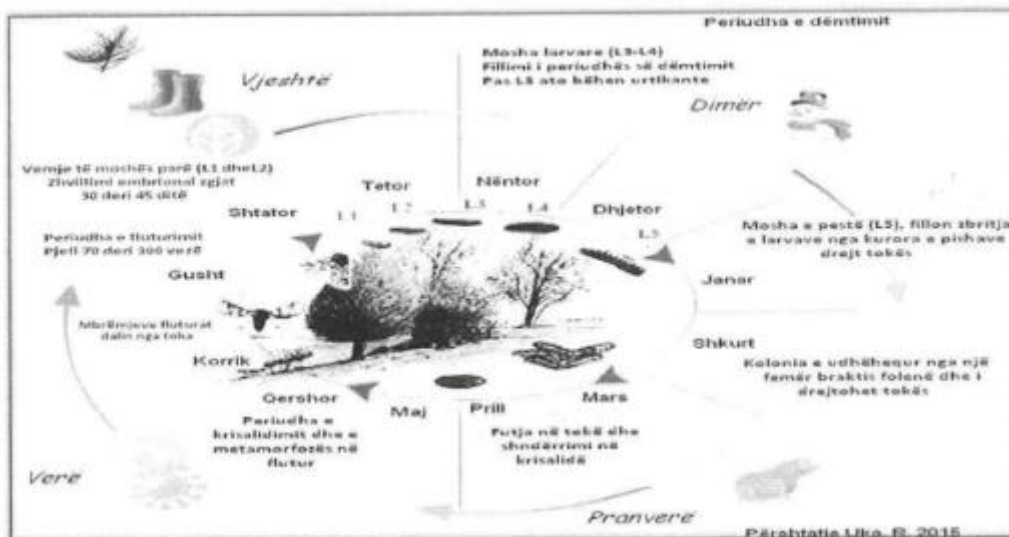 Periudha e dëmtimit
Vjeshtë
Mosha larvare (L3-L4)
Fillimi i periudhës së dëmtimit
Pas L3 ato bëhen urtikante
Dimër
Vemje të moshës parë (L1 dheL2)
Zhvillimi embrional zgjat
30 deri 45 ditë
Tetor
Nëntor
Shtator
L1
L2
L3
L4
Dhjetor
L5
Mosha e pestë (L5), fillon zbritja
e larvave nga kurora e pishave
drejt tokës
Periudha e fluturimit
Pjell 70 deri 300 vezë
Gusht
Janar
Mbrëmjeve fluturat
dalin nga toka
Korrik
Shkurt
Kolonia e udhëhequr nga një
femër braktis folenë dhe i
drejtohet tokës
Qershor
Maj
Prill
Mars
Periudha e
krisalidimit dhe e
metamorfozës në
flutur
Futja në tokë dhe
shndërrimi në
krisalidë
Verë
Pranverë
Përshtatja Uka, R. 2015